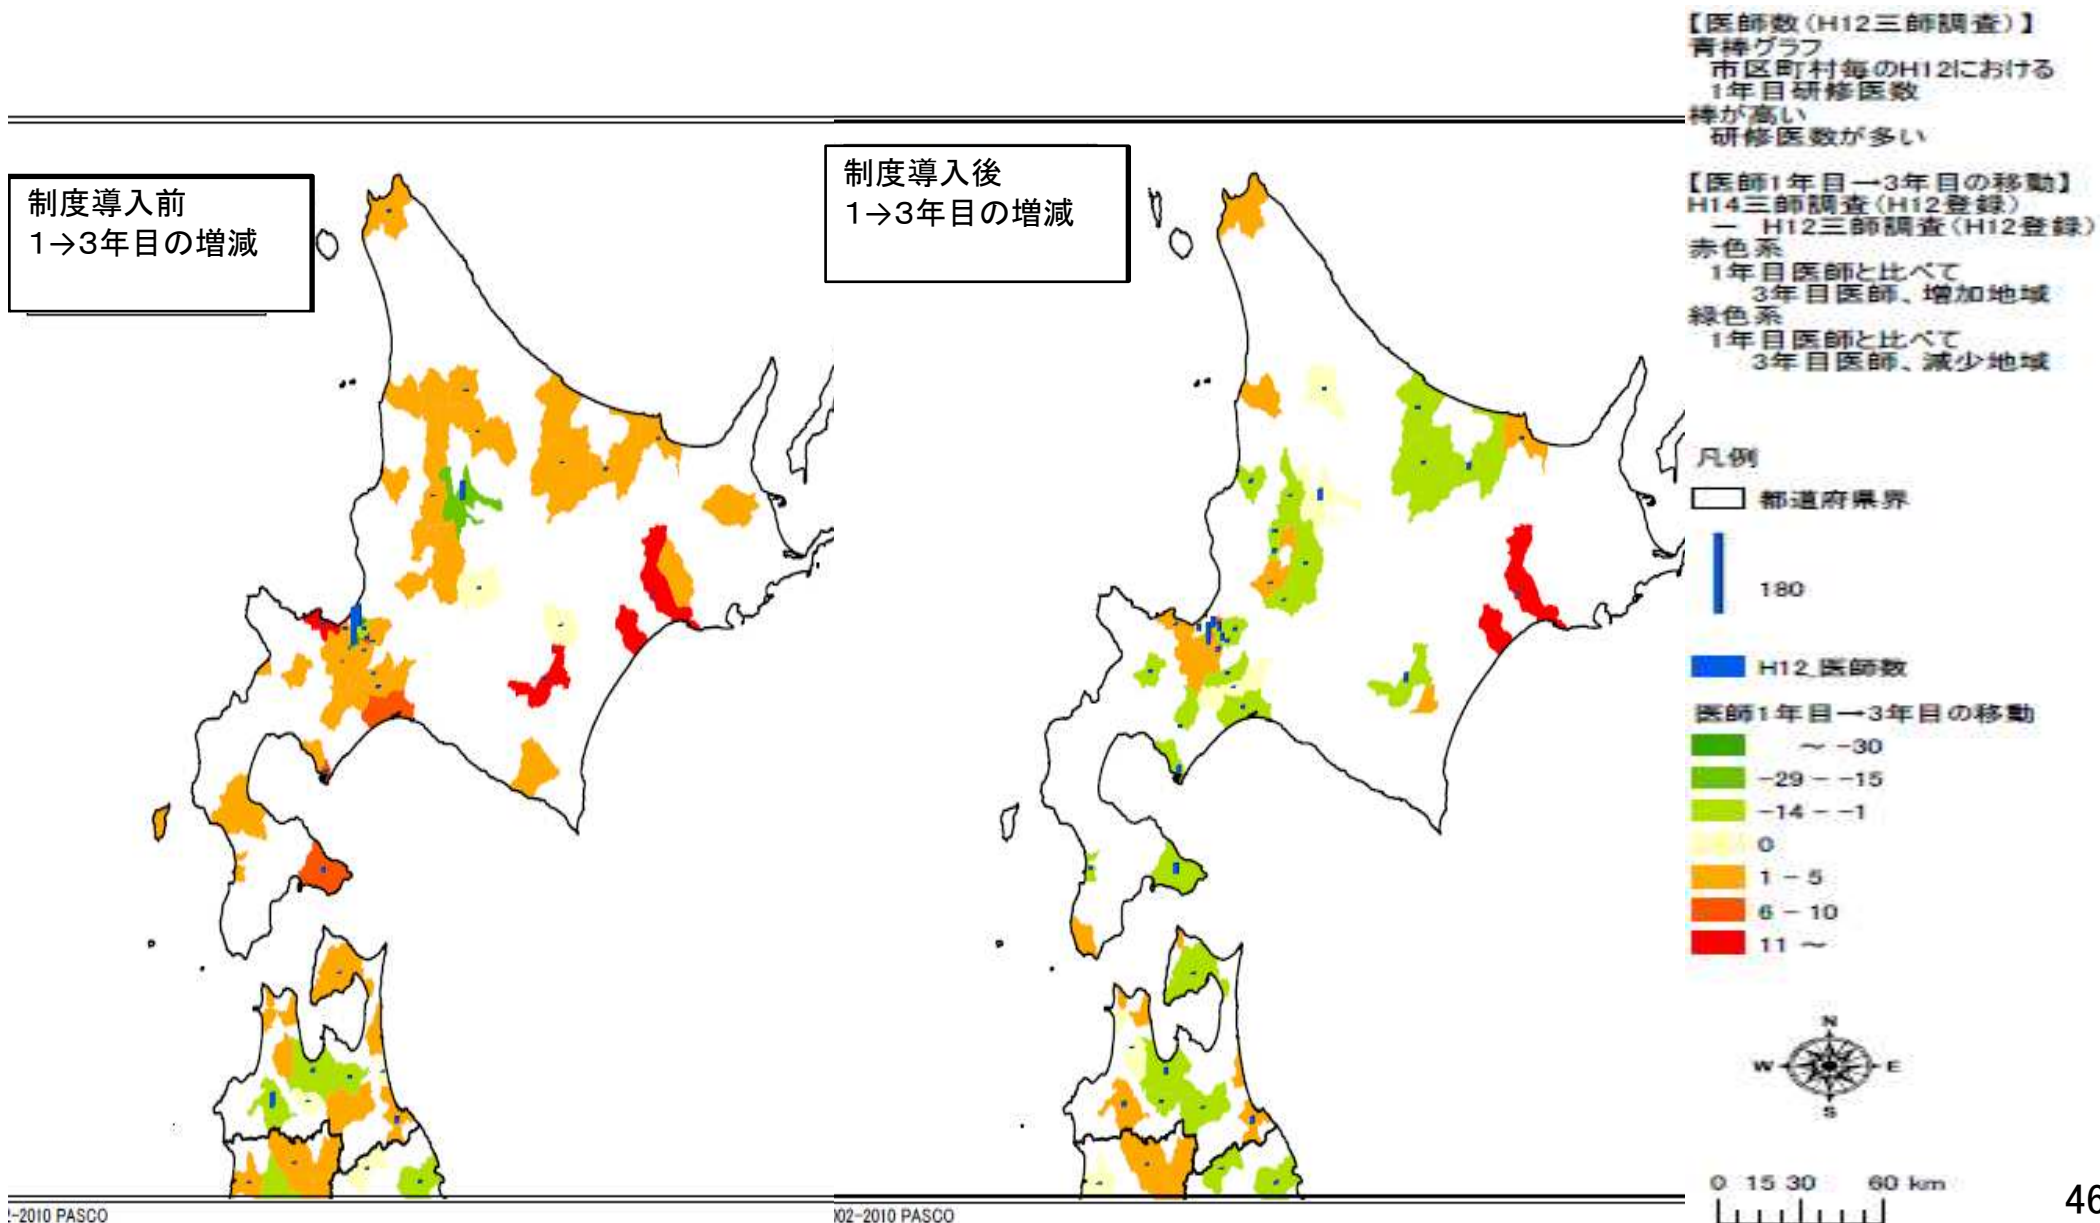 制度導入前
1→3年目の増減
制度導入後
1→3年目の増減
【医師数(H12三師調査)】
青棒グラフ
市区町村毎のH12における
1年目研修医数
棒が高い
研修医数が多い
【医師1年目→3年目の移動】
H14三師調査(H12登録)
－ H12三師調査(H12登録)
赤色系
1年目医師と比べて
3年目医師、増加地域
緑色系
1年目医師と比べて
3年目医師、減少地域
凡例
都道府県界
180
H12_医師数
医師1年目→3年目の移動
～ -30
-29 - -15
-14 - -1
0
1 - 5
6 - 10
11 ～
N
W E
S
0 15 30 60 km
2-2010 PASCO
002-2010 PASCO
46